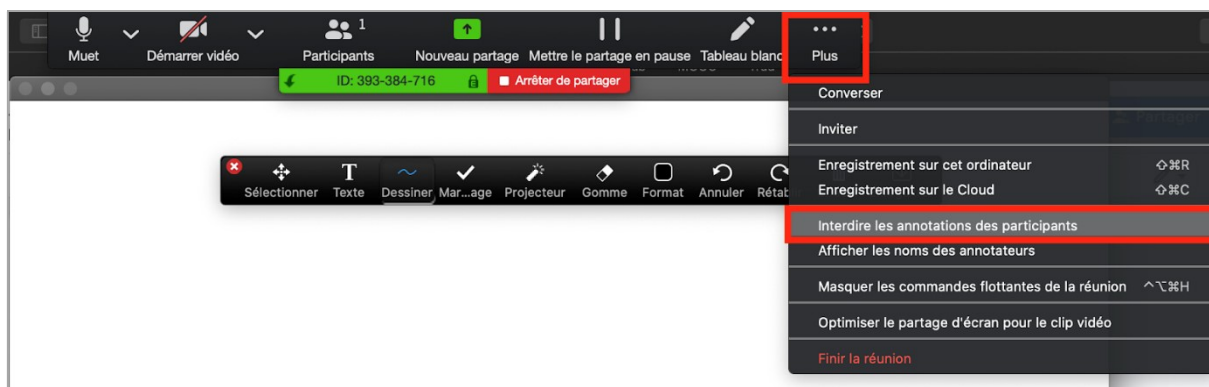 1
Muet Démarrer vidéo Participants Nouveau partage Mettre le partage en pause Tableau blanc Plus
ID: 393-384-716 Arrêter de partager
Converser
Partager
Inviter
Sélectionner Texte Dessiner Mar...age Projecteur Gomme Format Annuler
Enregistrement sur cet ordinateur ⇧⌘R
Enregistrement sur le Cloud ⇧⌘C
Interdire les annotations des participants
Afficher les noms des annotateurs
Masquer les commandes flottantes de la réunion ^⌥⌘H
Optimiser le partage d'écran pour le clip vidéo
Finir la réunion